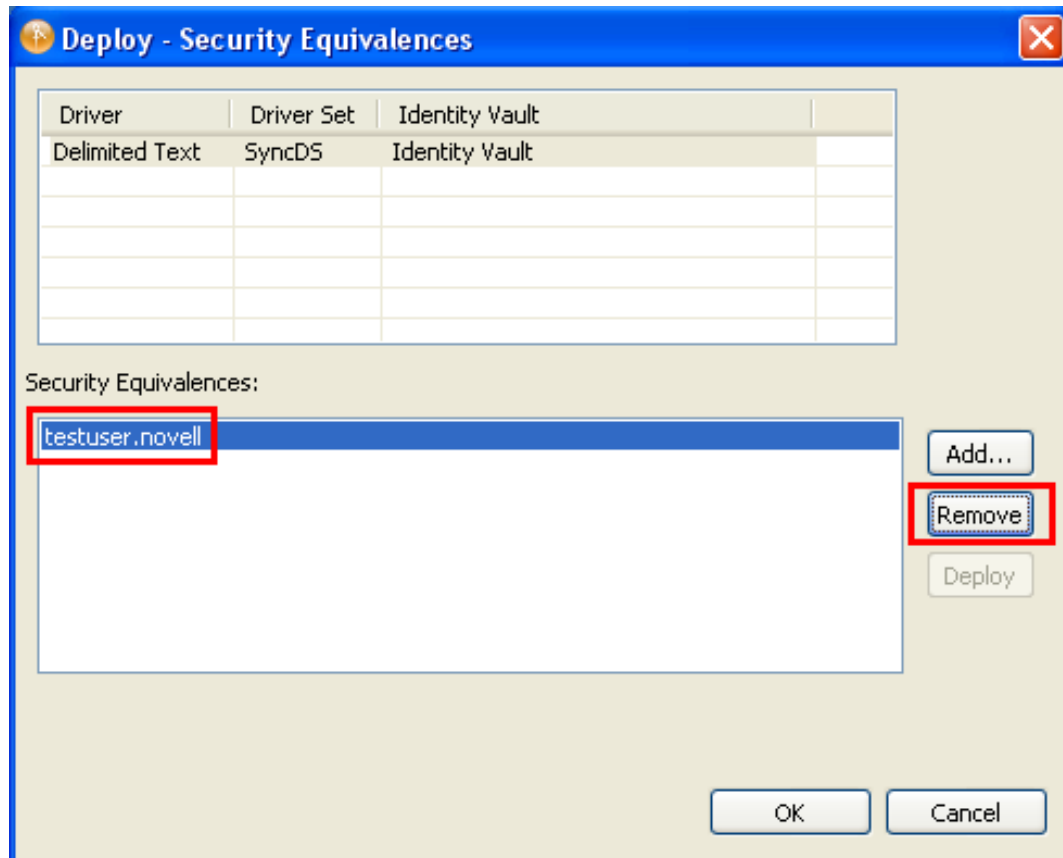 Deploy - Security Equivalences
Driver Driver Set Identity Vault
Delimited Text SyncDS Identity Vault
Security Equivalences:
testuser.novell
Add...
Remove
Deploy
OK Cancel